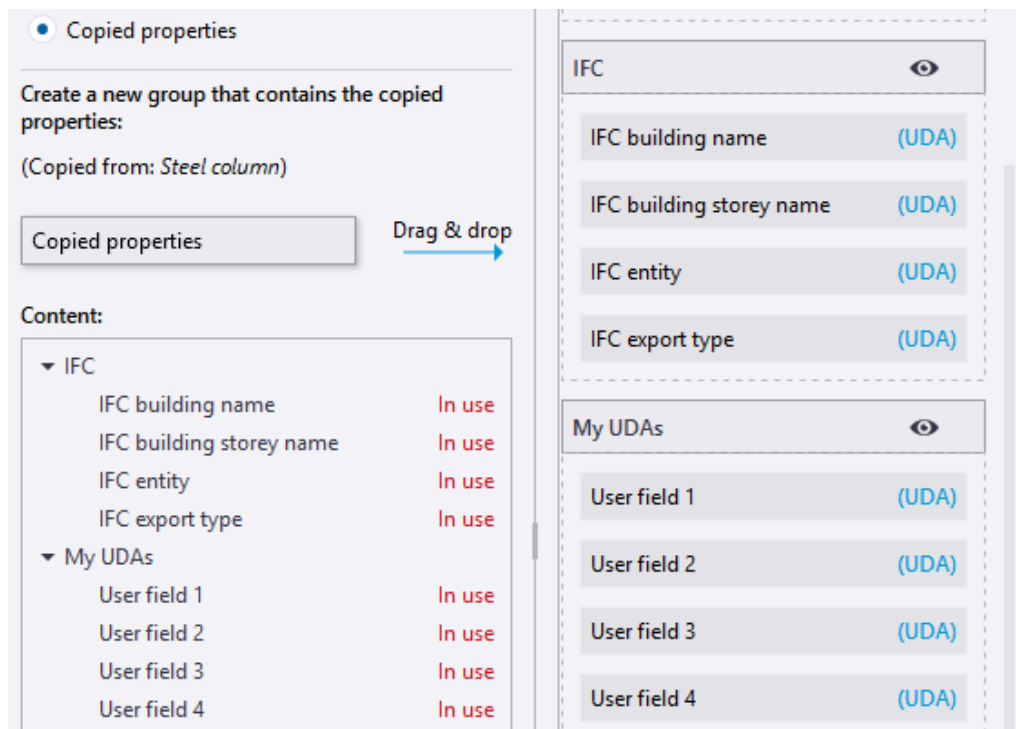 Copied properties
Create a new group that contains the copied
properties:
(Copied from: Steel column)
Copied properties
Drag & drop
Content:
IFC
IFC building name In use
IFC building storey name In use
IFC entity In use
IFC export type In use
My UDAs
User field 1 In use
User field 2 In use
User field 3 In use
User field 4 In use
IFC
IFC building name (UDA)
IFC building storey name (UDA)
IFC entity (UDA)
IFC export type (UDA)
My UDAs
User field 1 (UDA)
User field 2 (UDA)
User field 3 (UDA)
User field 4 (UDA)